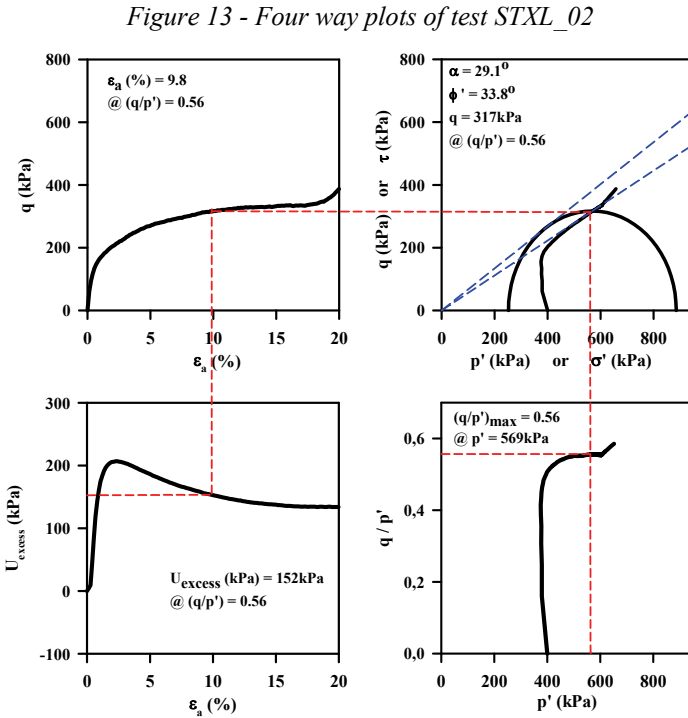 Figure 13 - Four way plots of test STXL_02
800
600
400
200
0
q (kPa)
εa (%) = 9.8
@ (q/p') = 0.56
0 5 10 15 20
εa (%)
800
600
400
200
0
q (kPa) or τ (kPa)
α = 29.1°
ϕ' = 33.8°
q = 317kPa
@ (q/p') = 0.56
0 200 400 600 800
p' (kPa) or σ' (kPa)
300
200
100
0
-100
Uexcess (kPa)
Uexcess (kPa) = 152kPa
@ (q/p') = 0.56
0 5 10 15 20
εa (%)
0,6
0,4
0,2
0,0
q / p'
(q/p')max = 0.56
@ p' = 569kPa
0 200 400 600 800
p' (kPa)